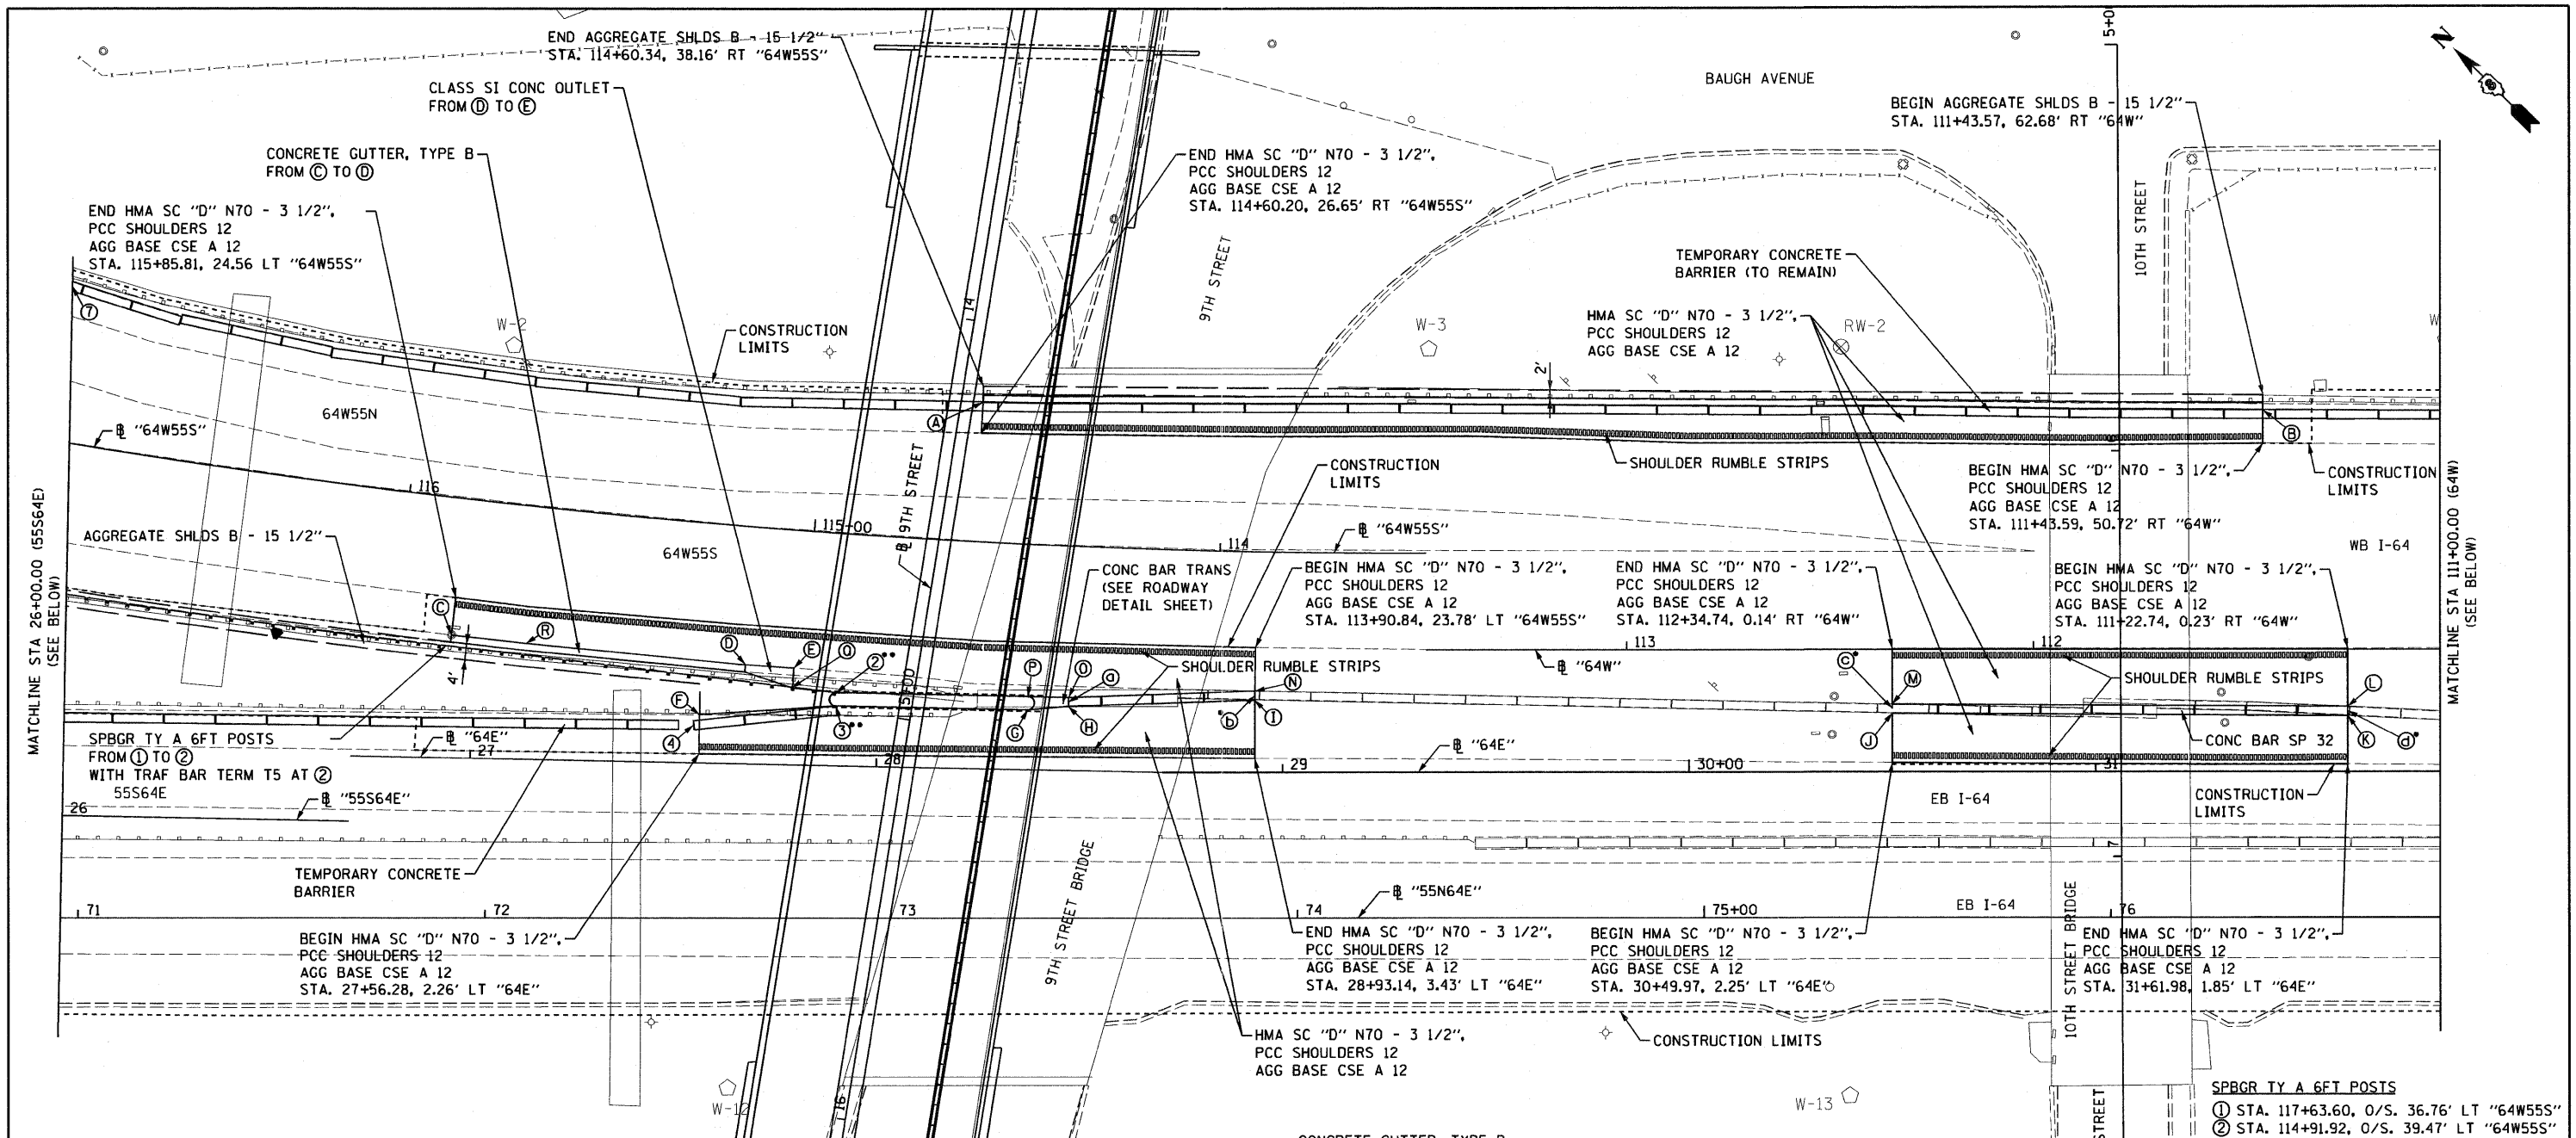 END AGGREGATE SHLDS B - 15 1/2"
STA. 114+60.34, 38.16' RT "64W55S"
CLASS SI CONC OUTLET
FROM Ⓓ TO Ⓔ
CONCRETE GUTTER, TYPE B
FROM Ⓒ TO Ⓓ
END HMA SC "D" N70 - 3 1/2",
PCC SHOULDERS 12
AGG BASE CSE A 12
STA. 115+85.81, 24.56 LT "64W55S"
END HMA SC "D" N70 - 3 1/2",
PCC SHOULDERS 12
AGG BASE CSE A 12
STA. 114+60.20, 26.65' RT "64W55S"
BAUGH AVENUE
5+0
N
BEGIN AGGREGATE SHLDS B - 15 1/2"
STA. 111+43.57, 62.68' RT "64W"
10TH STREET
9TH STREET
TEMPORARY CONCRETE
BARRIER (TO REMAIN)
HMA SC "D" N70 - 3 1/2",
PCC SHOULDERS 12
AGG BASE CSE A 12
RW-2
W-3
W-2
W
14
2'
⑦
CONSTRUCTION
LIMITS
64W55N
Ⓐ
Ⓑ
℄ "64W55S"
SHOULDER RUMBLE STRIPS
CONSTRUCTION
LIMITS
BEGIN HMA SC "D" N70 - 3 1/2",
PCC SHOULDERS 12
AGG BASE CSE A 12
STA. 111+43.59, 50.72' RT "64W"
CONSTRUCTION
LIMITS
116
115+00
114
℄ 9TH STREET
℄ "64W55S"
MATCHLINE STA 26+00.00 (55S64E)
(SEE BELOW)
MATCHLINE STA 111+00.00 (64W)
(SEE BELOW)
AGGREGATE SHLDS B - 15 1/2"
64W55S
WB I-64
CONC BAR TRANS
(SEE ROADWAY
DETAIL SHEET)
BEGIN HMA SC "D" N70 - 3 1/2",
PCC SHOULDERS 12
AGG BASE CSE A 12
STA. 113+90.84, 23.78' LT "64W55S"
END HMA SC "D" N70 - 3 1/2",
PCC SHOULDERS 12
AGG BASE CSE A 12
STA. 112+34.74, 0.14' RT "64W"
BEGIN HMA SC "D" N70 - 3 1/2",
PCC SHOULDERS 12
AGG BASE CSE A 12
STA. 111+22.74, 0.23' RT "64W"
Ⓒ
Ⓡ
4'
Ⓓ
Ⓔ
Ⓠ
②**
Ⓟ
Ⓞ
ⓐ
SHOULDER RUMBLE STRIPS
Ⓝ
℄ "64W"
113
112
ⓒ*
Ⓜ
SHOULDER RUMBLE STRIPS
Ⓛ
15+00
Ⓕ
④
③**
Ⓖ
Ⓗ
*ⓑ
Ⓘ
Ⓙ
CONC BAR SP 32
Ⓚ
ⓓ*
SPBGR TY A 6FT POSTS
FROM ① TO ②
WITH TRAF BAR TERM T5 AT ②
℄ "64E"
27
28
29
℄ "64E"
30+00
31
55S64E
26
℄ "55S64E"
EB I-64
CONSTRUCTION
LIMITS
7
TEMPORARY CONCRETE
BARRIER
9TH STREET BRIDGE
℄ "55N64E"
10TH STREET BRIDGE
71
72
73
74
75+00
EB I-64
76
BEGIN HMA SC "D" N70 - 3 1/2",
PCC SHOULDERS 12
AGG BASE CSE A 12
STA. 27+56.28, 2.26' LT "64E"
END HMA SC "D" N70 - 3 1/2",
PCC SHOULDERS 12
AGG BASE CSE A 12
STA. 28+93.14, 3.43' LT "64E"
BEGIN HMA SC "D" N70 - 3 1/2",
PCC SHOULDERS 12
AGG BASE CSE A 12
STA. 30+49.97, 2.25' LT "64E"
END HMA SC "D" N70 - 3 1/2",
PCC SHOULDERS 12
AGG BASE CSE A 12
STA. 31+61.98, 1.85' LT "64E"
HMA SC "D" N70 - 3 1/2",
PCC SHOULDERS 12
AGG BASE CSE A 12
CONSTRUCTION LIMITS
W-12
16
W-13
STREET
SPBGR TY A 6FT POSTS
① STA. 117+63.60, O/S. 36.76' LT "64W55S"
② STA. 114+91.92, O/S. 39.47' LT "64W55S"
CONCRETE GUTTER, TYPE B